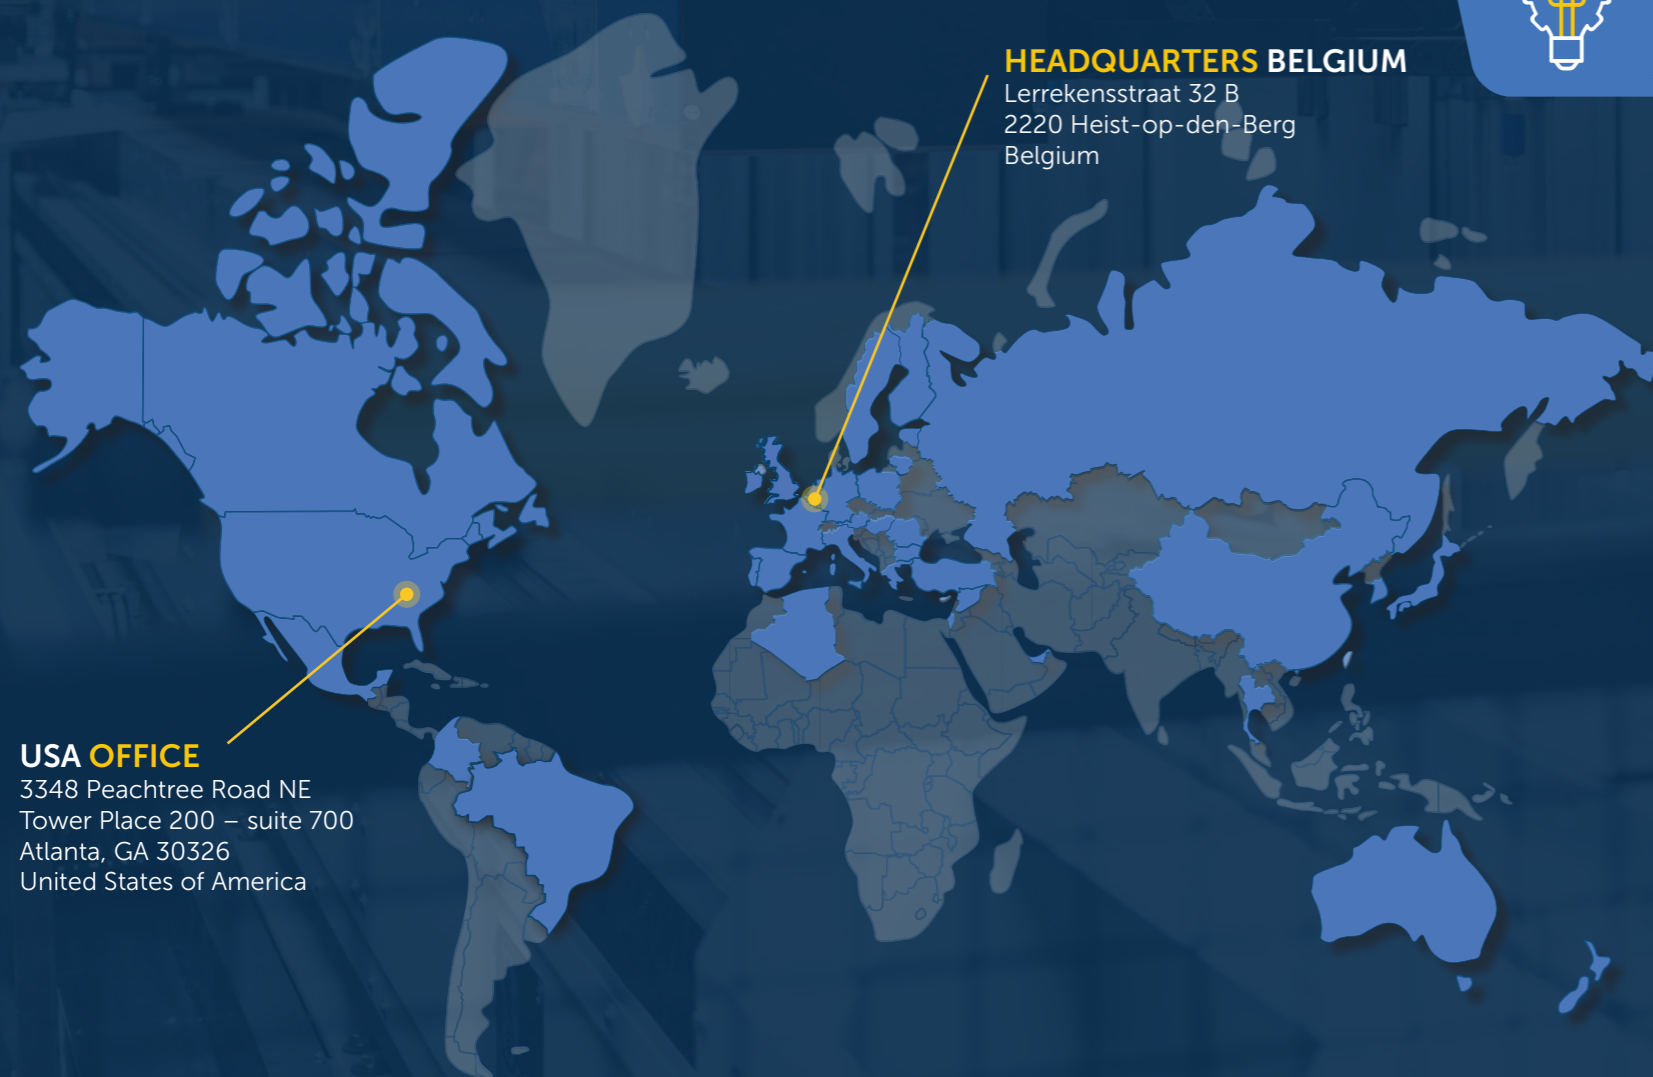 HEADQUARTERS BELGIUM
Lerrekensstraat 32 B
2220 Heist-op-den-Berg
Belgium
USA OFFICE
3348 Peachtree Road NE
Tower Place 200 – suite 700
Atlanta, GA 30326
United States of America